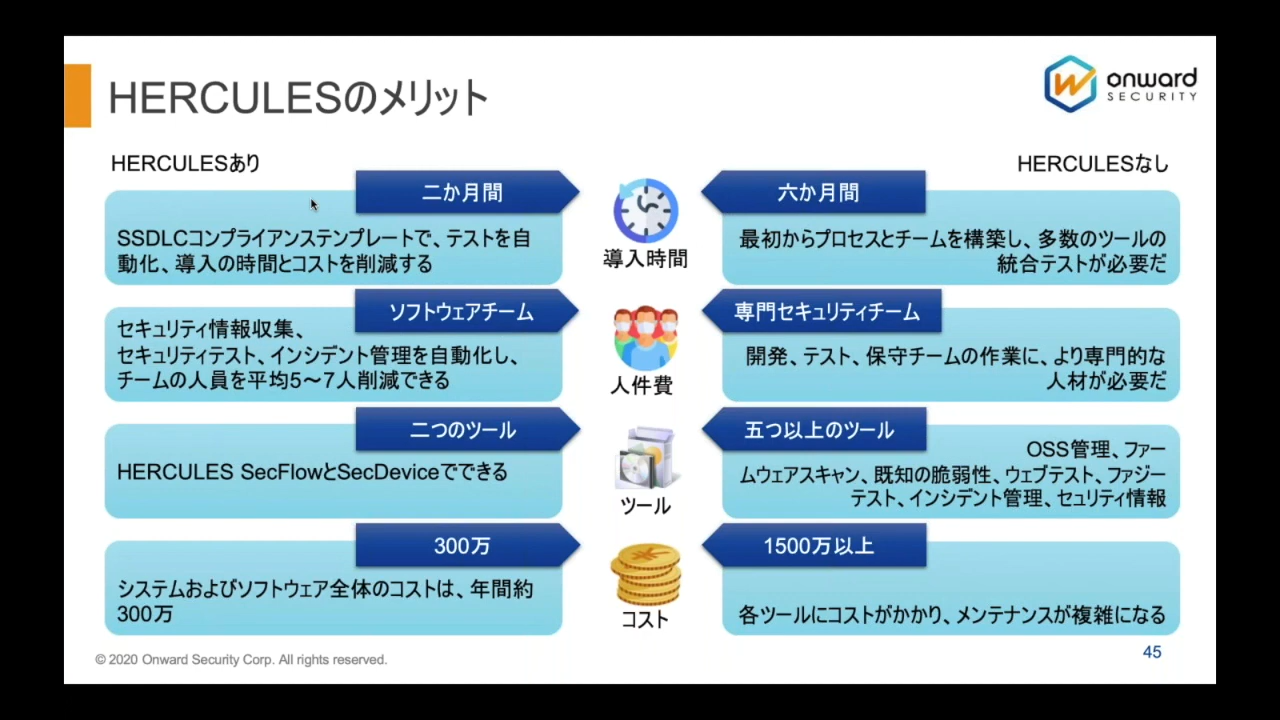 HERCULESのメリット
onward
SECURITY
HERCULESあり
HERCULESなし
二か月間
SSDLCコンプライアンステンプレートで、テストを自
動化、導入の時間とコストを削減する
導入時間
六か月間
最初からプロセスとチームを構築し、多数のツールの
統合テストが必要だ
ソフトウェアチーム
セキュリティ情報収集、
セキュリティテスト、インシデント管理を自動化し、
チームの人員を平均5〜7人削減できる
人件費
専門セキュリティチーム
開発、テスト、保守チームの作業に、より専門的な
人材が必要だ
二つのツール
HERCULES SecFlowとSecDeviceでできる
ツール
五つ以上のツール
OSS管理、ファー
ムウェアスキャン、既知の脆弱性、ウェブテスト、ファジー
テスト、インシデント管理、セュリティ情報
300万
システムおよびソフトウェア全体のコストは、年間約
300万
コスト
1500万以上
各ツールにコストがかかり、メンテナンスが複雑になる
© 2020 Onward Security Corp. All rights reserved.
45